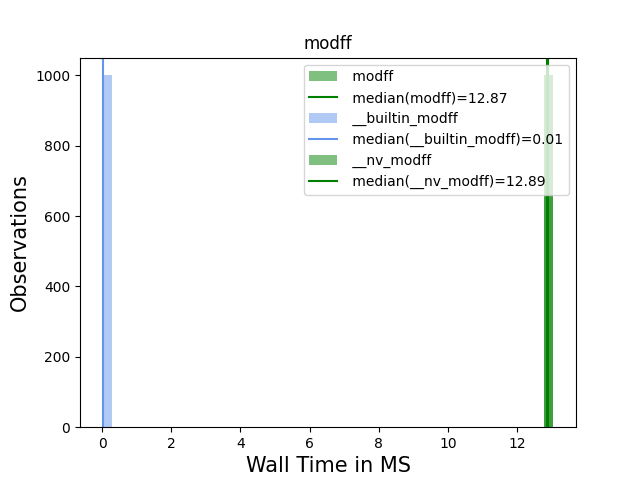 modff
modff
median(modff)=12.87
__builtin_modff
median(__builtin_modff)=0.01
__nv_modff
median(__nv_modff)=12.89
1000
800
600
400
200
0
Observations
0 2 4 6 8 10 12
Wall Time in MS